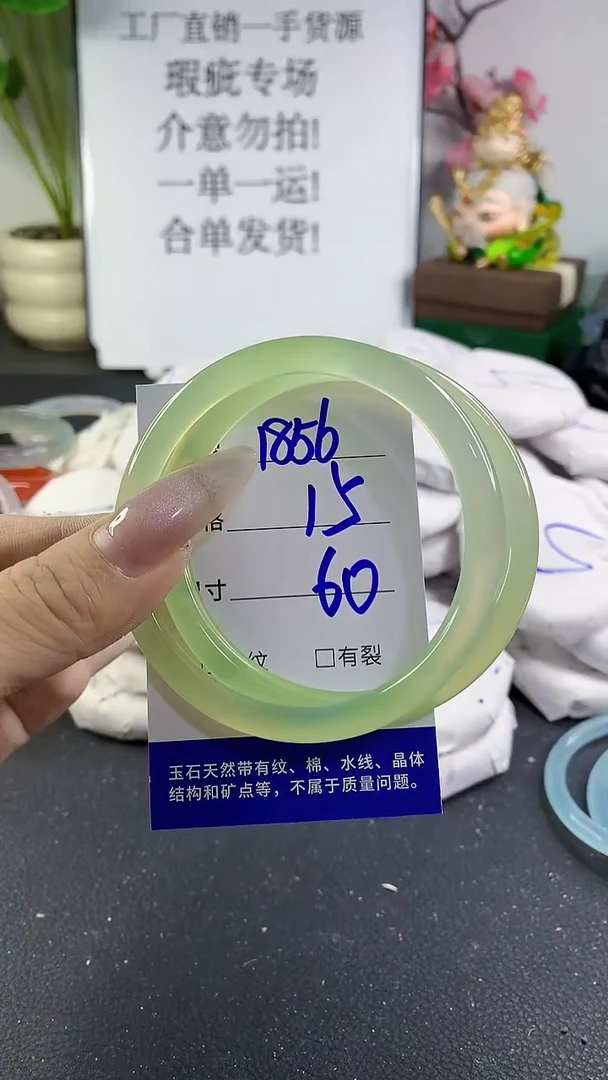 工厂直销一手货源
瑕疵专场
介意勿拍!
一单一运!
合单发货!
1856
格 15
寸 60
纹 □有裂
玉石天然带有纹、棉、水线、晶体
结构和矿点等，不属于质量问题。